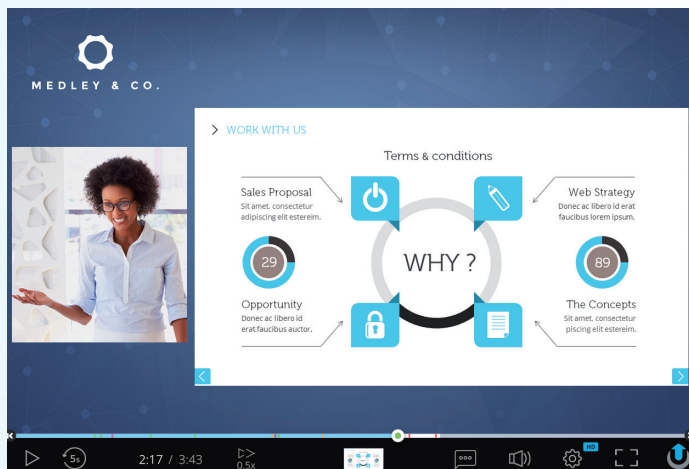 MEDLEY & CO.
WORK WITH US
Terms & conditions
Sales Proposal
Sit amet, consectetur
adipiscing elit estereim.
29
Opportunity
Donec ac libero id
erat faucibus auctor.
WHY ?
Web Strategy
Donec ac libero id erat
faucibus lorem ipsum.
89
The Concepts
Sit amet, consectetur
piscing elit estereim.
5s
2:17 / 3:43
0.5x
HD